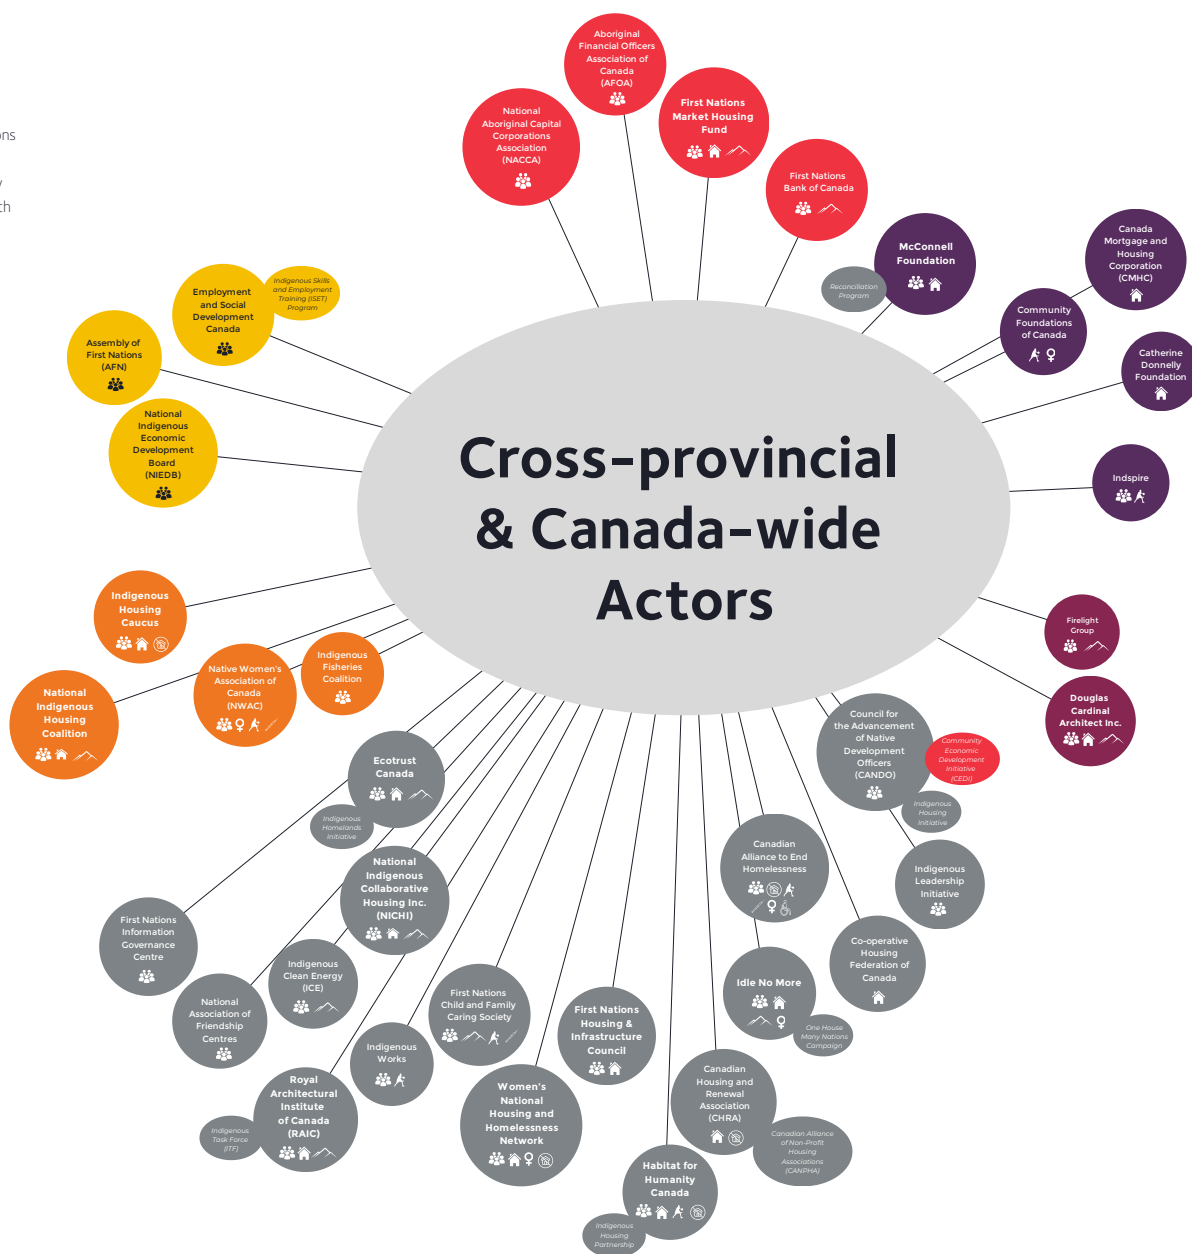 ons
y
th
Aboriginal
Financial Officers
Association of
Canada
(AFOA)
National
Aboriginal Capital
Corporations
Association
(NACCA)
First Nations
Market Housing
Fund
First Nations
Bank of Canada
McConnell
Foundation
Reconciliation
Program
Canada
Mortgage and
Housing
Corporation
(CMHC)
Community
Foundations
of Canada
Catherine
Donnelly
Foundation
Indspire
Employment
and Social
Development
Canada
Indigenous Skills
and Employment
Training (ISET)
Program
Assembly of
First Nations
(AFN)
National
Indigenous
Economic
Development
Board
(NIEDB)
Cross-provincial
& Canada-wide
Actors
Indigenous
Housing
Caucus
National
Indigenous
Housing
Coalition
Native Women's
Association of
Canada
(NWAC)
Indigenous
Fisheries
Coalition
Firelight
Group
Douglas
Cardinal
Architect Inc.
Council for
the Advancement
of Native
Development
Officers
(CANDO)
Community
Economic
Development
Initiative
(CEDI)
Indigenous
Housing
Initiative
Ecotrust
Canada
Indigenous
Homelands
Initiative
National
Indigenous
Collaborative
Housing Inc.
(NICHI)
Canadian
Alliance to End
Homelessness
Indigenous
Leadership
Initiative
First Nations
Information
Governance
Centre
Indigenous
Clean Energy
(ICE)
National
Association of
Friendship
Centres
First Nations
Child and Family
Caring Society
First Nations
Housing &
Infrastructure
Council
Idle No More
One House
Many Nations
Campaign
Co-operative
Housing
Federation of
Canada
Indigenous
Works
Royal
Architectural
Institute
of Canada
(RAIC)
Indigenous
Task Force
(ITF)
Women's
National
Housing and
Homelessness
Network
Canadian
Housing and
Renewal
Association
(CHRA)
Canadian Alliance
of Non-Profit
Housing
Associations
(CANPHA)
Habitat for
Humanity
Canada
Indigenous
Housing
Partnership